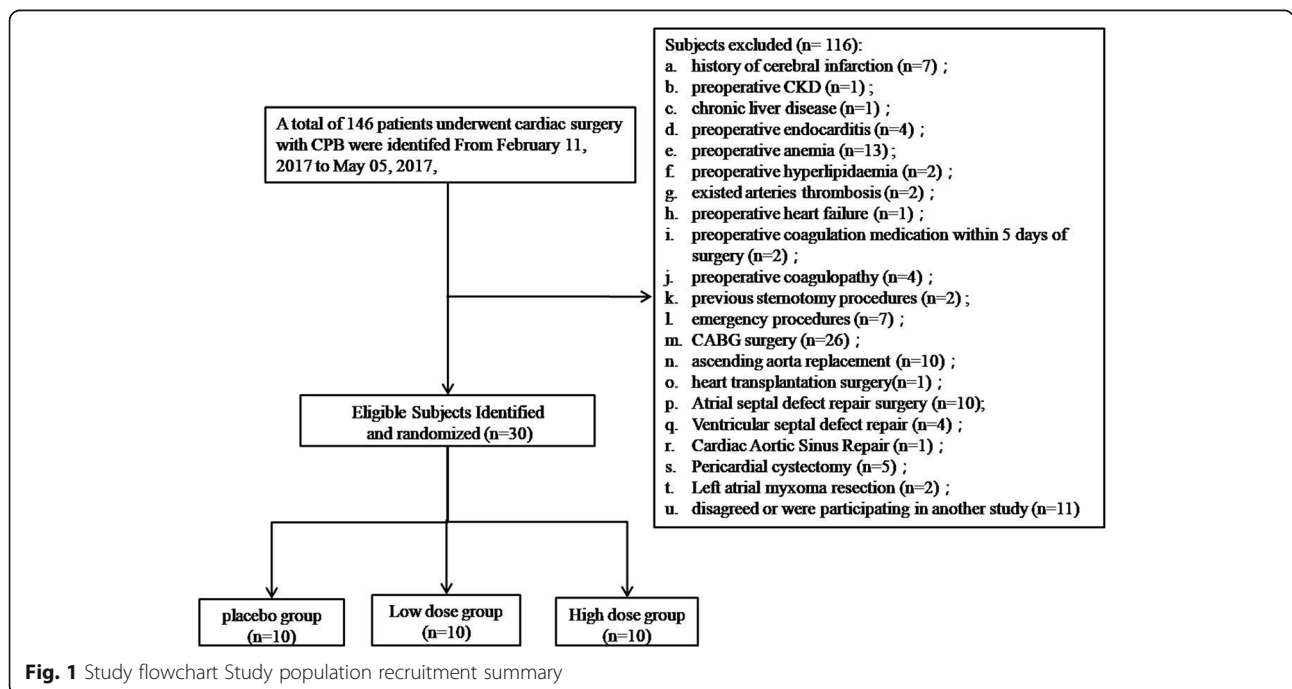 A total of 146 patients underwent cardiac surgery
with CPB were identifed From February 11,
2017 to May 05, 2017,
Subjects excluded (n= 116):
a. history of cerebral infarction (n=7) ;
b. preoperative CKD (n=1) ;
c. chronic liver disease (n=1) ;
d. preoperative endocarditis (n=4) ;
e. preoperative anemia (n=13) ;
f. preoperative hyperlipidaemia (n=2) ;
g. existed arteries thrombosis (n=2) ;
h. preoperative heart failure (n=1) ;
i. preoperative coagulation medication within 5 days of
surgery (n=2) ;
j. preoperative coagulopathy (n=4) ;
k. previous sternotomy procedures (n=2) ;
l. emergency procedures (n=7) ;
m. CABG surgery (n=26) ;
n. ascending aorta replacement (n=10) ;
o. heart transplantation surgery(n=1) ;
p. Atrial septal defect repair surgery (n=10);
q. Ventricular septal defect repair (n=4) ;
r. Cardiac Aortic Sinus Repair (n=1) ;
s. Pericardial cystectomy (n=5) ;
t. Left atrial myxoma resection (n=2) ;
u. disagreed or were participating in another study (n=11)
Eligible Subjects Identified
and randomized (n=30)
placebo group
(n=10)
Low dose group
(n=10)
High dose group
(n=10)
Fig. 1 Study flowchart Study population recruitment summary